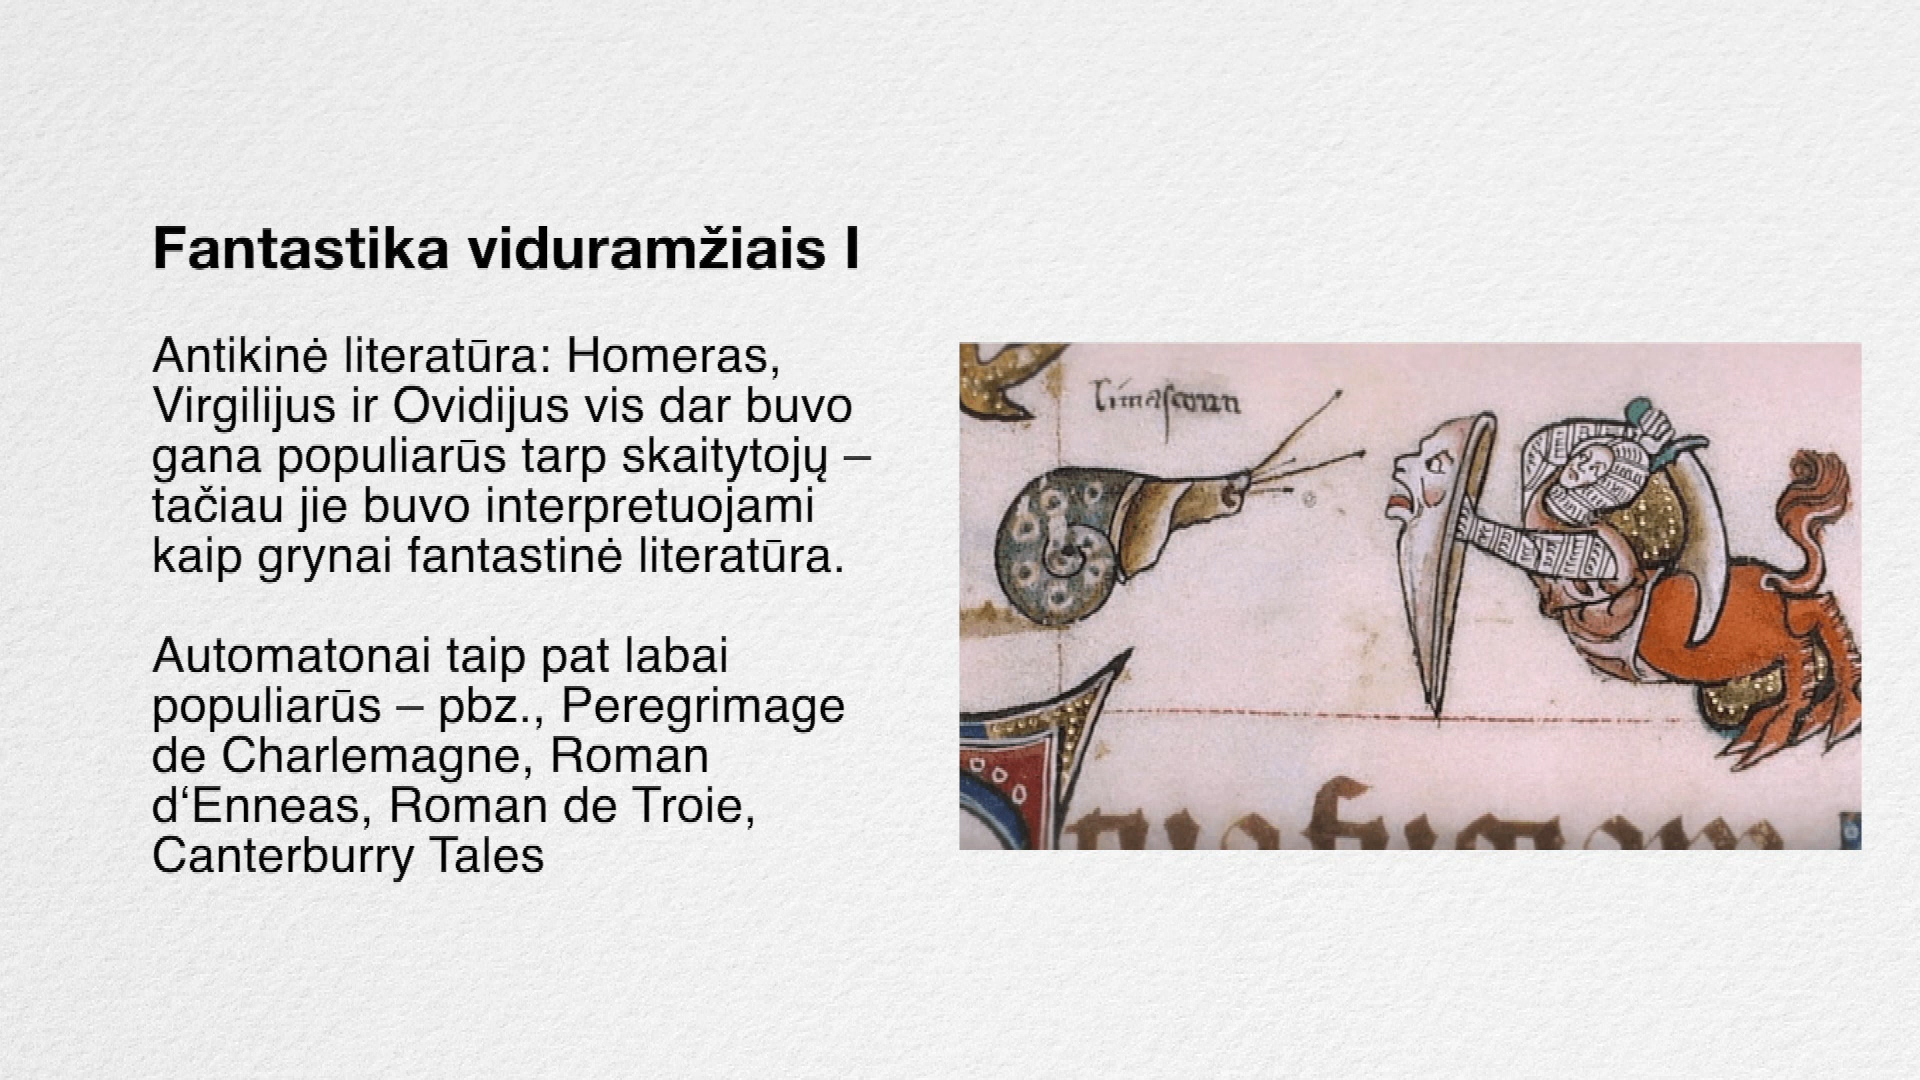 Fantastika viduramžiais I
Antikinė literatūra: Homeras,
Virgilijus ir Ovidijus vis dar buvo
gana populiarūs tarp skaitytojų –
tačiau jie buvo interpretuojami
kaip grynai fantastinė literatūra.
Automatonai taip pat labai
populiarūs – pbz., Peregrimage
de Charlemagne, Roman
d‘Enneas, Roman de Troie,
Canterburry Tales